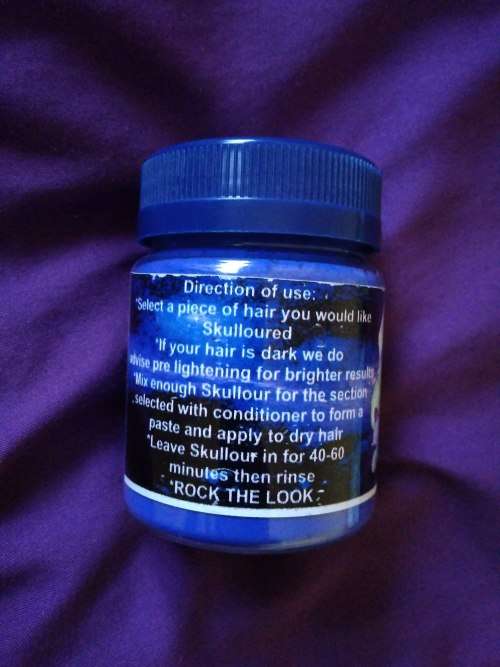 Direction of use:
*Select a piece of hair you would like
Skulloured
*If your hair is dark we do
advise pre lightening for brighter results
*Mix enough Skullour for the section
selected with conditioner to form a
paste and apply to dry hair
*Leave Skullour in for 40-60
minutes then rinse
*ROCK THE LOOK